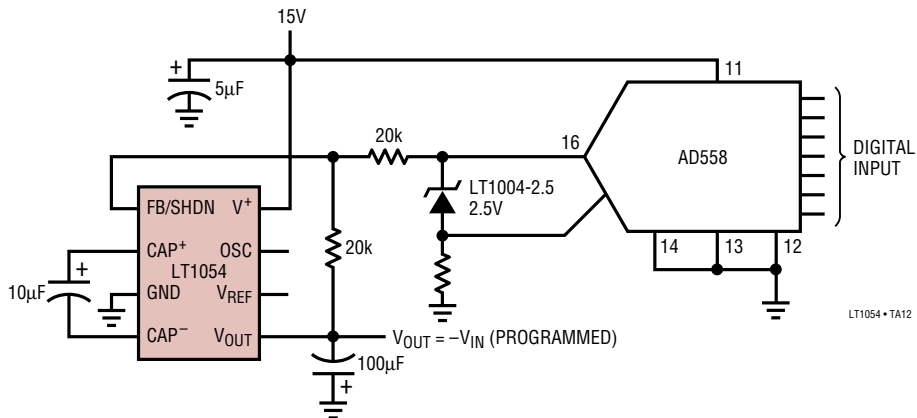 15V
+
5µF
11
20k
16
AD558
DIGITAL
INPUT
LT1004-2.5
2.5V
FB/SHDN V+
CAP+ OSC
LT1054
GND VREF
CAP– VOUT
+
10µF
20k
14
13
12
LT1054 • TA12
VOUT = –VIN (PROGRAMMED)
100µF
+